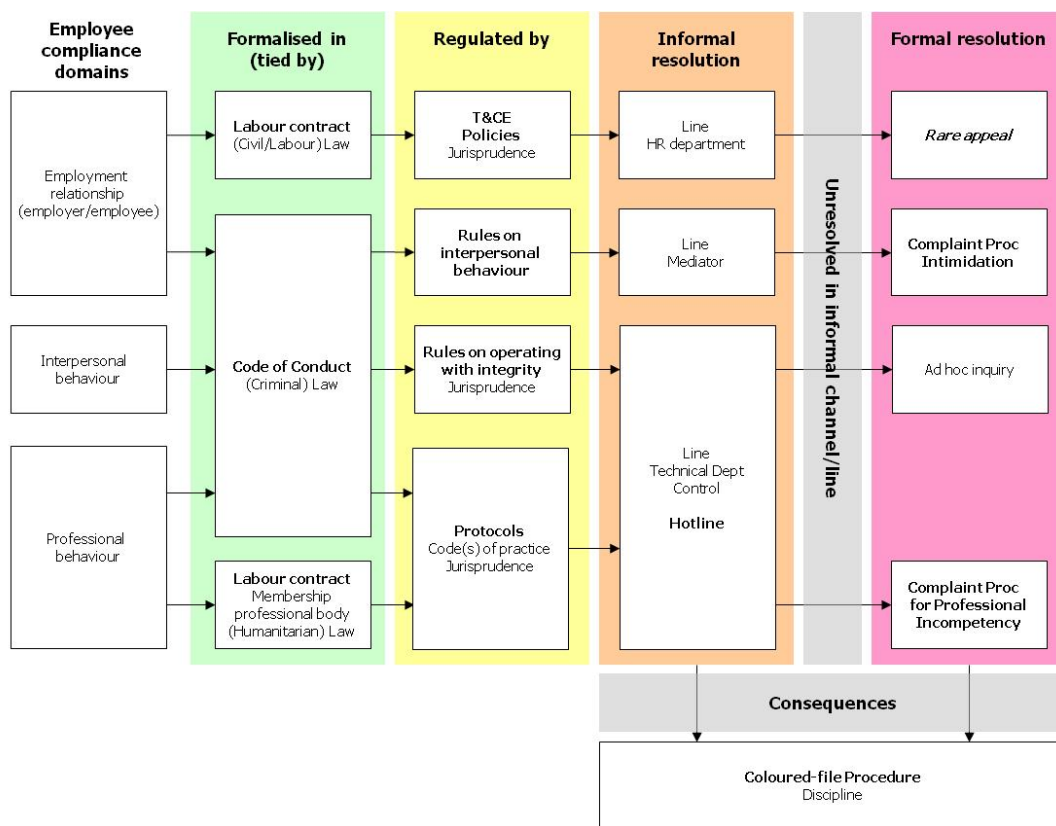 Employee
compliance
domains
Formalised in
(tied by)
Regulated by
Informal
resolution
Formal resolution
Employment
relationship
(employer/employee)
Interpersonal
behaviour
Professional
behaviour
Labour contract
(Civil/Labour) Law
Code of Conduct
(Criminal) Law
Labour contract
Membership
professional body
(Humanitarian) Law
T&CE
Policies
Jurisprudence
Rules on
interpersonal
behaviour
Rules on operating
with integrity
Jurisprudence
Protocols
Code(s) of practice
Jurisprudence
Line
HR department
Line
Mediator
Line
Technical Dept
Control
Hotline
Unresolved in informal channel/line
Rare appeal
Complaint Proc
Intimidation
Ad hoc inquiry
Complaint Proc
for Professional
Incompetency
Consequences
Coloured-file Procedure
Discipline